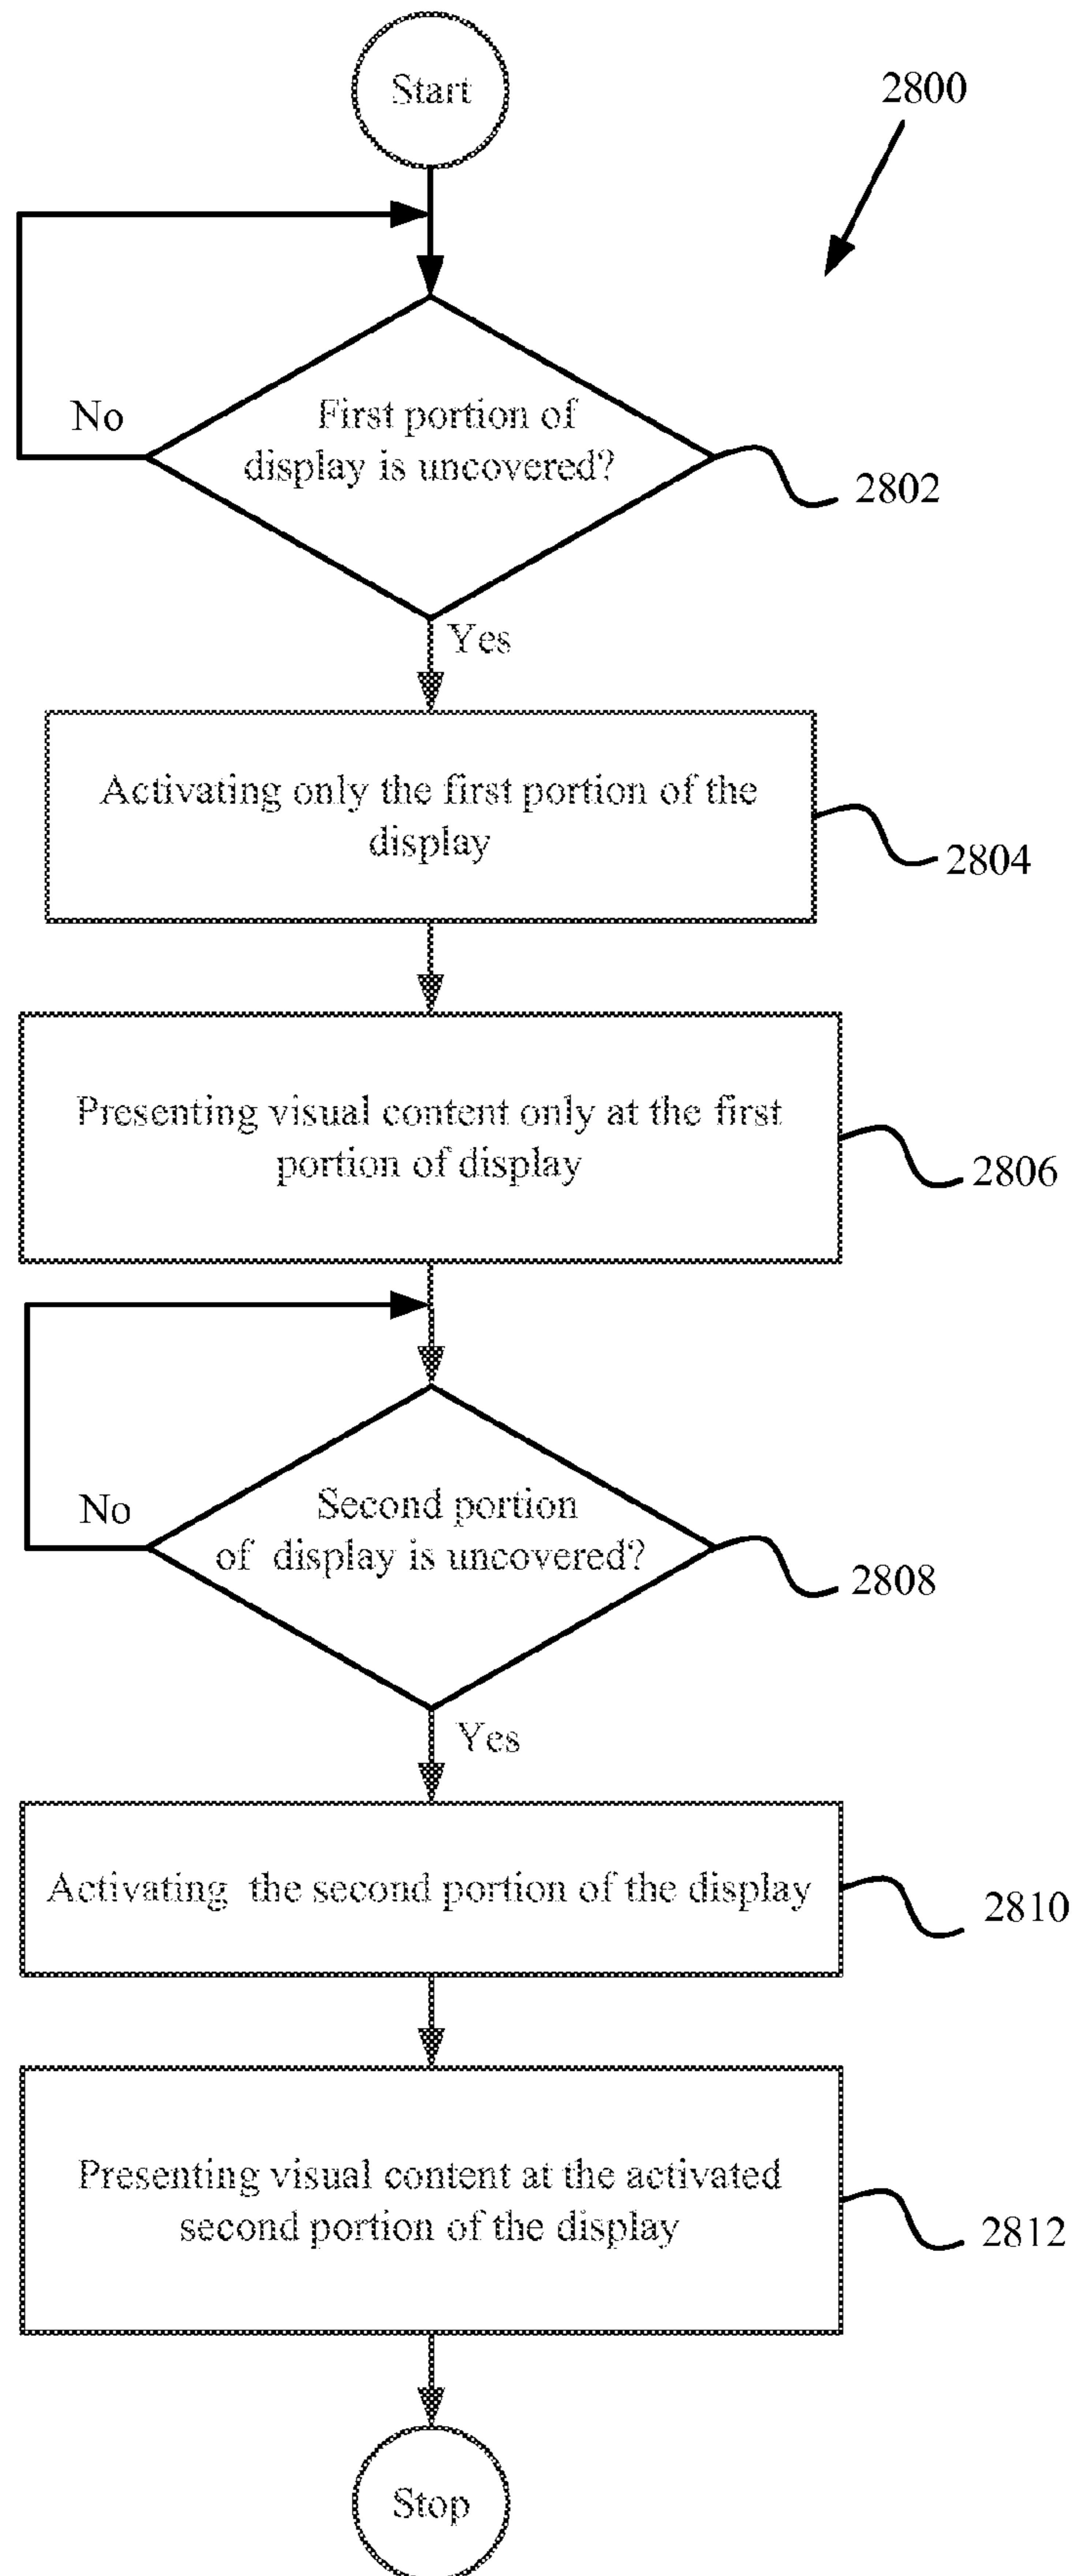 Start
2800
No
First portion of
display is uncovered?
2802
Yes
Activating only the first portion of the
display
2804
Presenting visual content only at the first
portion of display
2806
No
Second portion
of display is uncovered?
2808
Yes
Activating the second portion of the display
2810
Presenting visual content at the activated
second portion of the display
2812
Stop